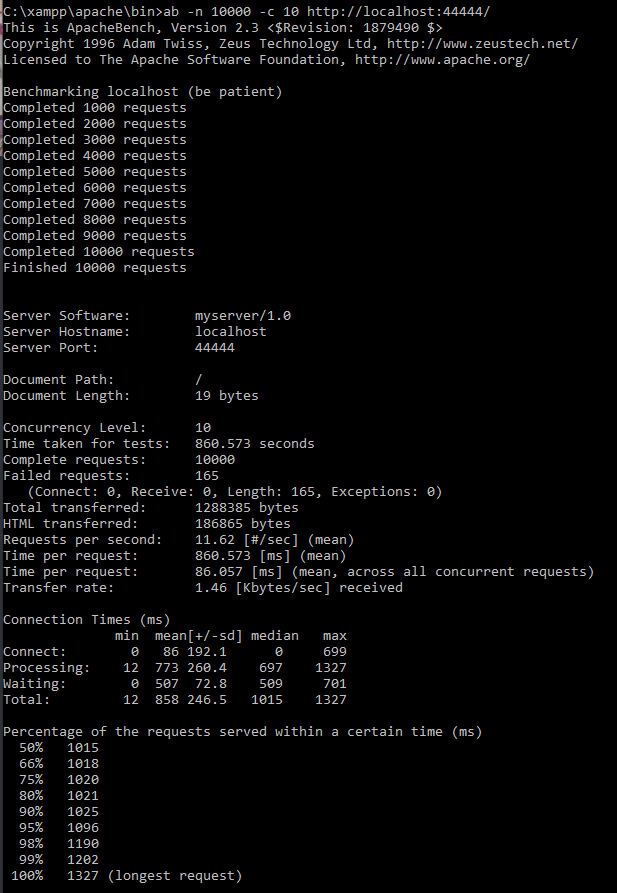 C:\xampp\apache\bin>ab -n 10000 -c 10 http://localhost:44444/
This is ApacheBench, Version 2.3 <$Revision: 1879490 $>
Copyright 1996 Adam Twiss, Zeus Technology Ltd, http://www.zeustech.net/
Licensed to The Apache Software Foundation, http://www.apache.org/

Benchmarking localhost (be patient)
Completed 1000 requests
Completed 2000 requests
Completed 3000 requests
Completed 4000 requests
Completed 5000 requests
Completed 6000 requests
Completed 7000 requests
Completed 8000 requests
Completed 9000 requests
Completed 10000 requests
Finished 10000 requests


Server Software:        myserver/1.0
Server Hostname:        localhost
Server Port:            44444

Document Path:          /
Document Length:        19 bytes

Concurrency Level:      10
Time taken for tests:   860.573 seconds
Complete requests:      10000
Failed requests:        165
   (Connect: 0, Receive: 0, Length: 165, Exceptions: 0)
Total transferred:      1288385 bytes
HTML transferred:       186865 bytes
Requests per second:    11.62 [#/sec] (mean)
Time per request:       860.573 [ms] (mean)
Time per request:       86.057 [ms] (mean, across all concurrent requests)
Transfer rate:          1.46 [Kbytes/sec] received

Connection Times (ms)
              min  mean[+/-sd] median   max
Connect:        0   86 192.1      0     699
Processing:    12  773 260.4    697    1327
Waiting:        0  507  72.8    509     701
Total:         12  858 246.5   1015    1327

Percentage of the requests served within a certain time (ms)
  50%   1015
  66%   1018
  75%   1020
  80%   1021
  90%   1025
  95%   1096
  98%   1190
  99%   1202
 100%   1327 (longest request)